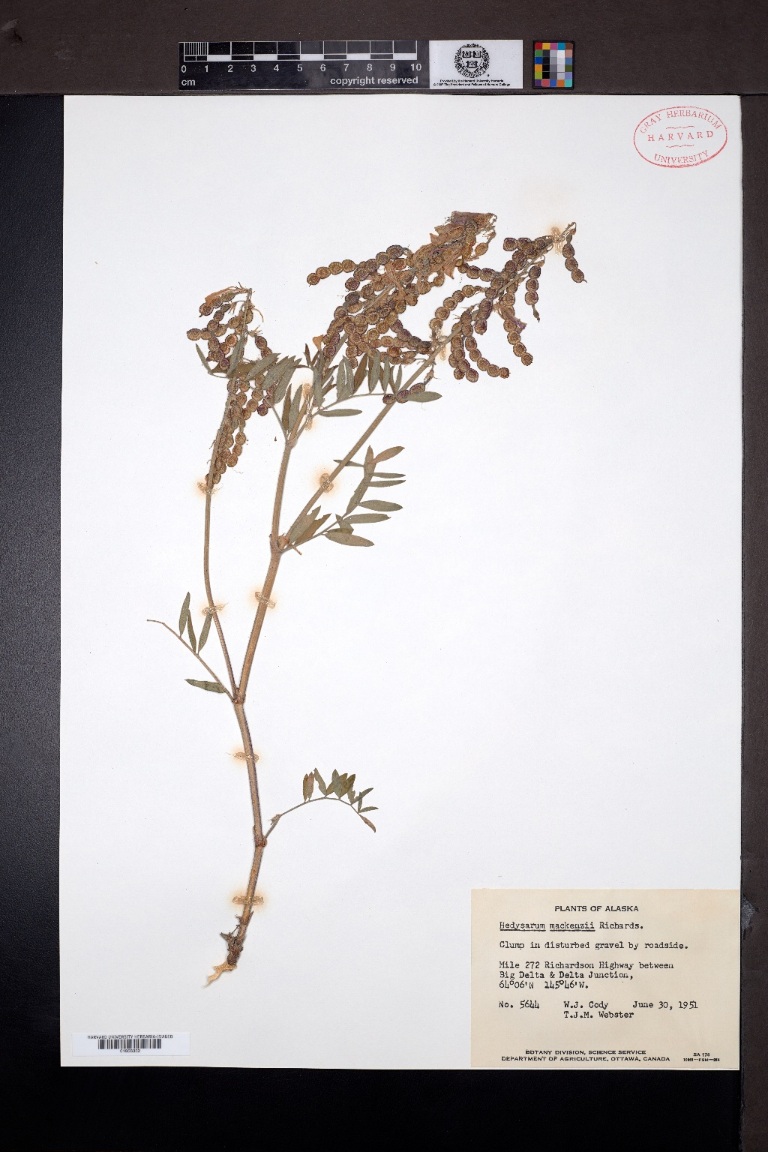 cm 0 1 2 3 4 5 6 7 8 9 10
copyright reserved
GRAY HERBARIUM
HARVARD
UNIVERSITY
PLANTS OF ALASKA
Hedysarum mackenzii Richards.
Clump in disturbed gravel by roadside.
Mile 272 Richardson Highway between
Big Delta & Delta Junction,
64°06'N 145°46'W.
No. 5644 W.J. Cody June 30, 1951
T.J.M. Webster
BOTANY DIVISION, SCIENCE SERVICE
DEPARTMENT OF AGRICULTURE, OTTAWA, CANADA